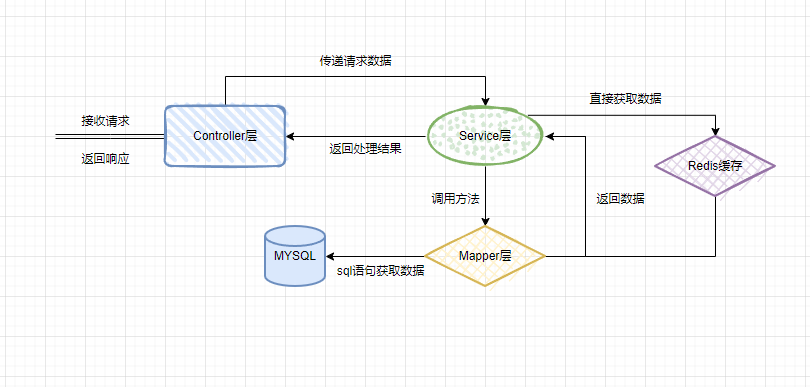 传递请求数据
直接获取数据
接收请求
Controller层
Service层
返回处理结果
返回响应
Redis缓存
调用方法
返回数据
MYSQL
Mapper层
sql语句获取数据